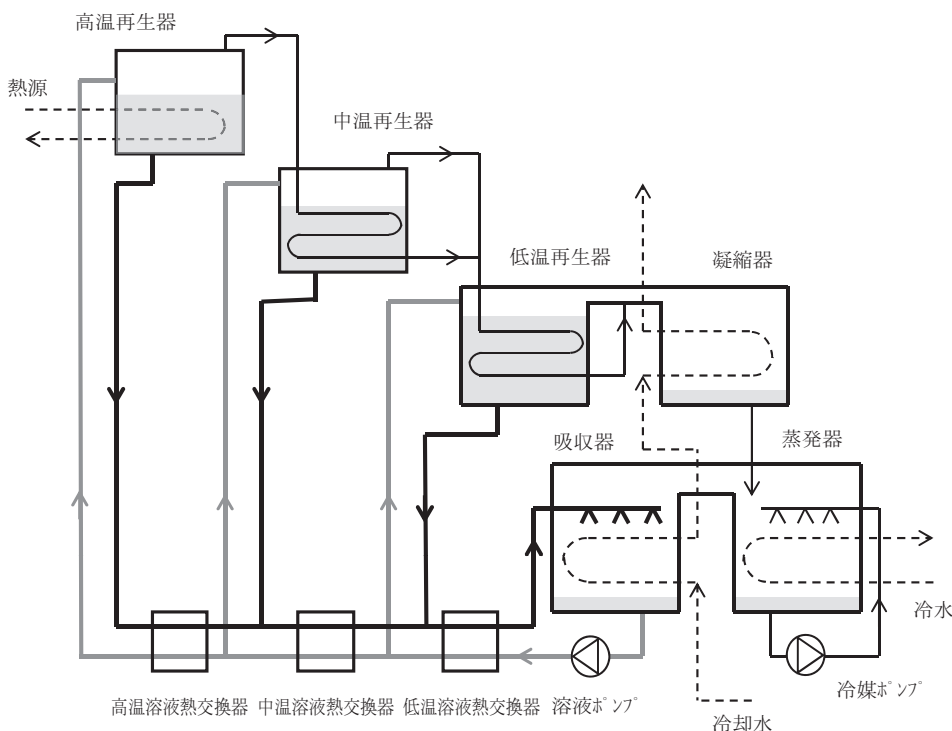 高温再生器
熱源
中温再生器
低温再生器
凝縮器
吸収器
蒸発器
冷水
高温溶液熱交換器 中温溶液熱交換器 低温溶液熱交換器 溶液ﾎﾟﾝﾌﾟ
冷媒ﾎﾟﾝﾌﾟ
冷却水